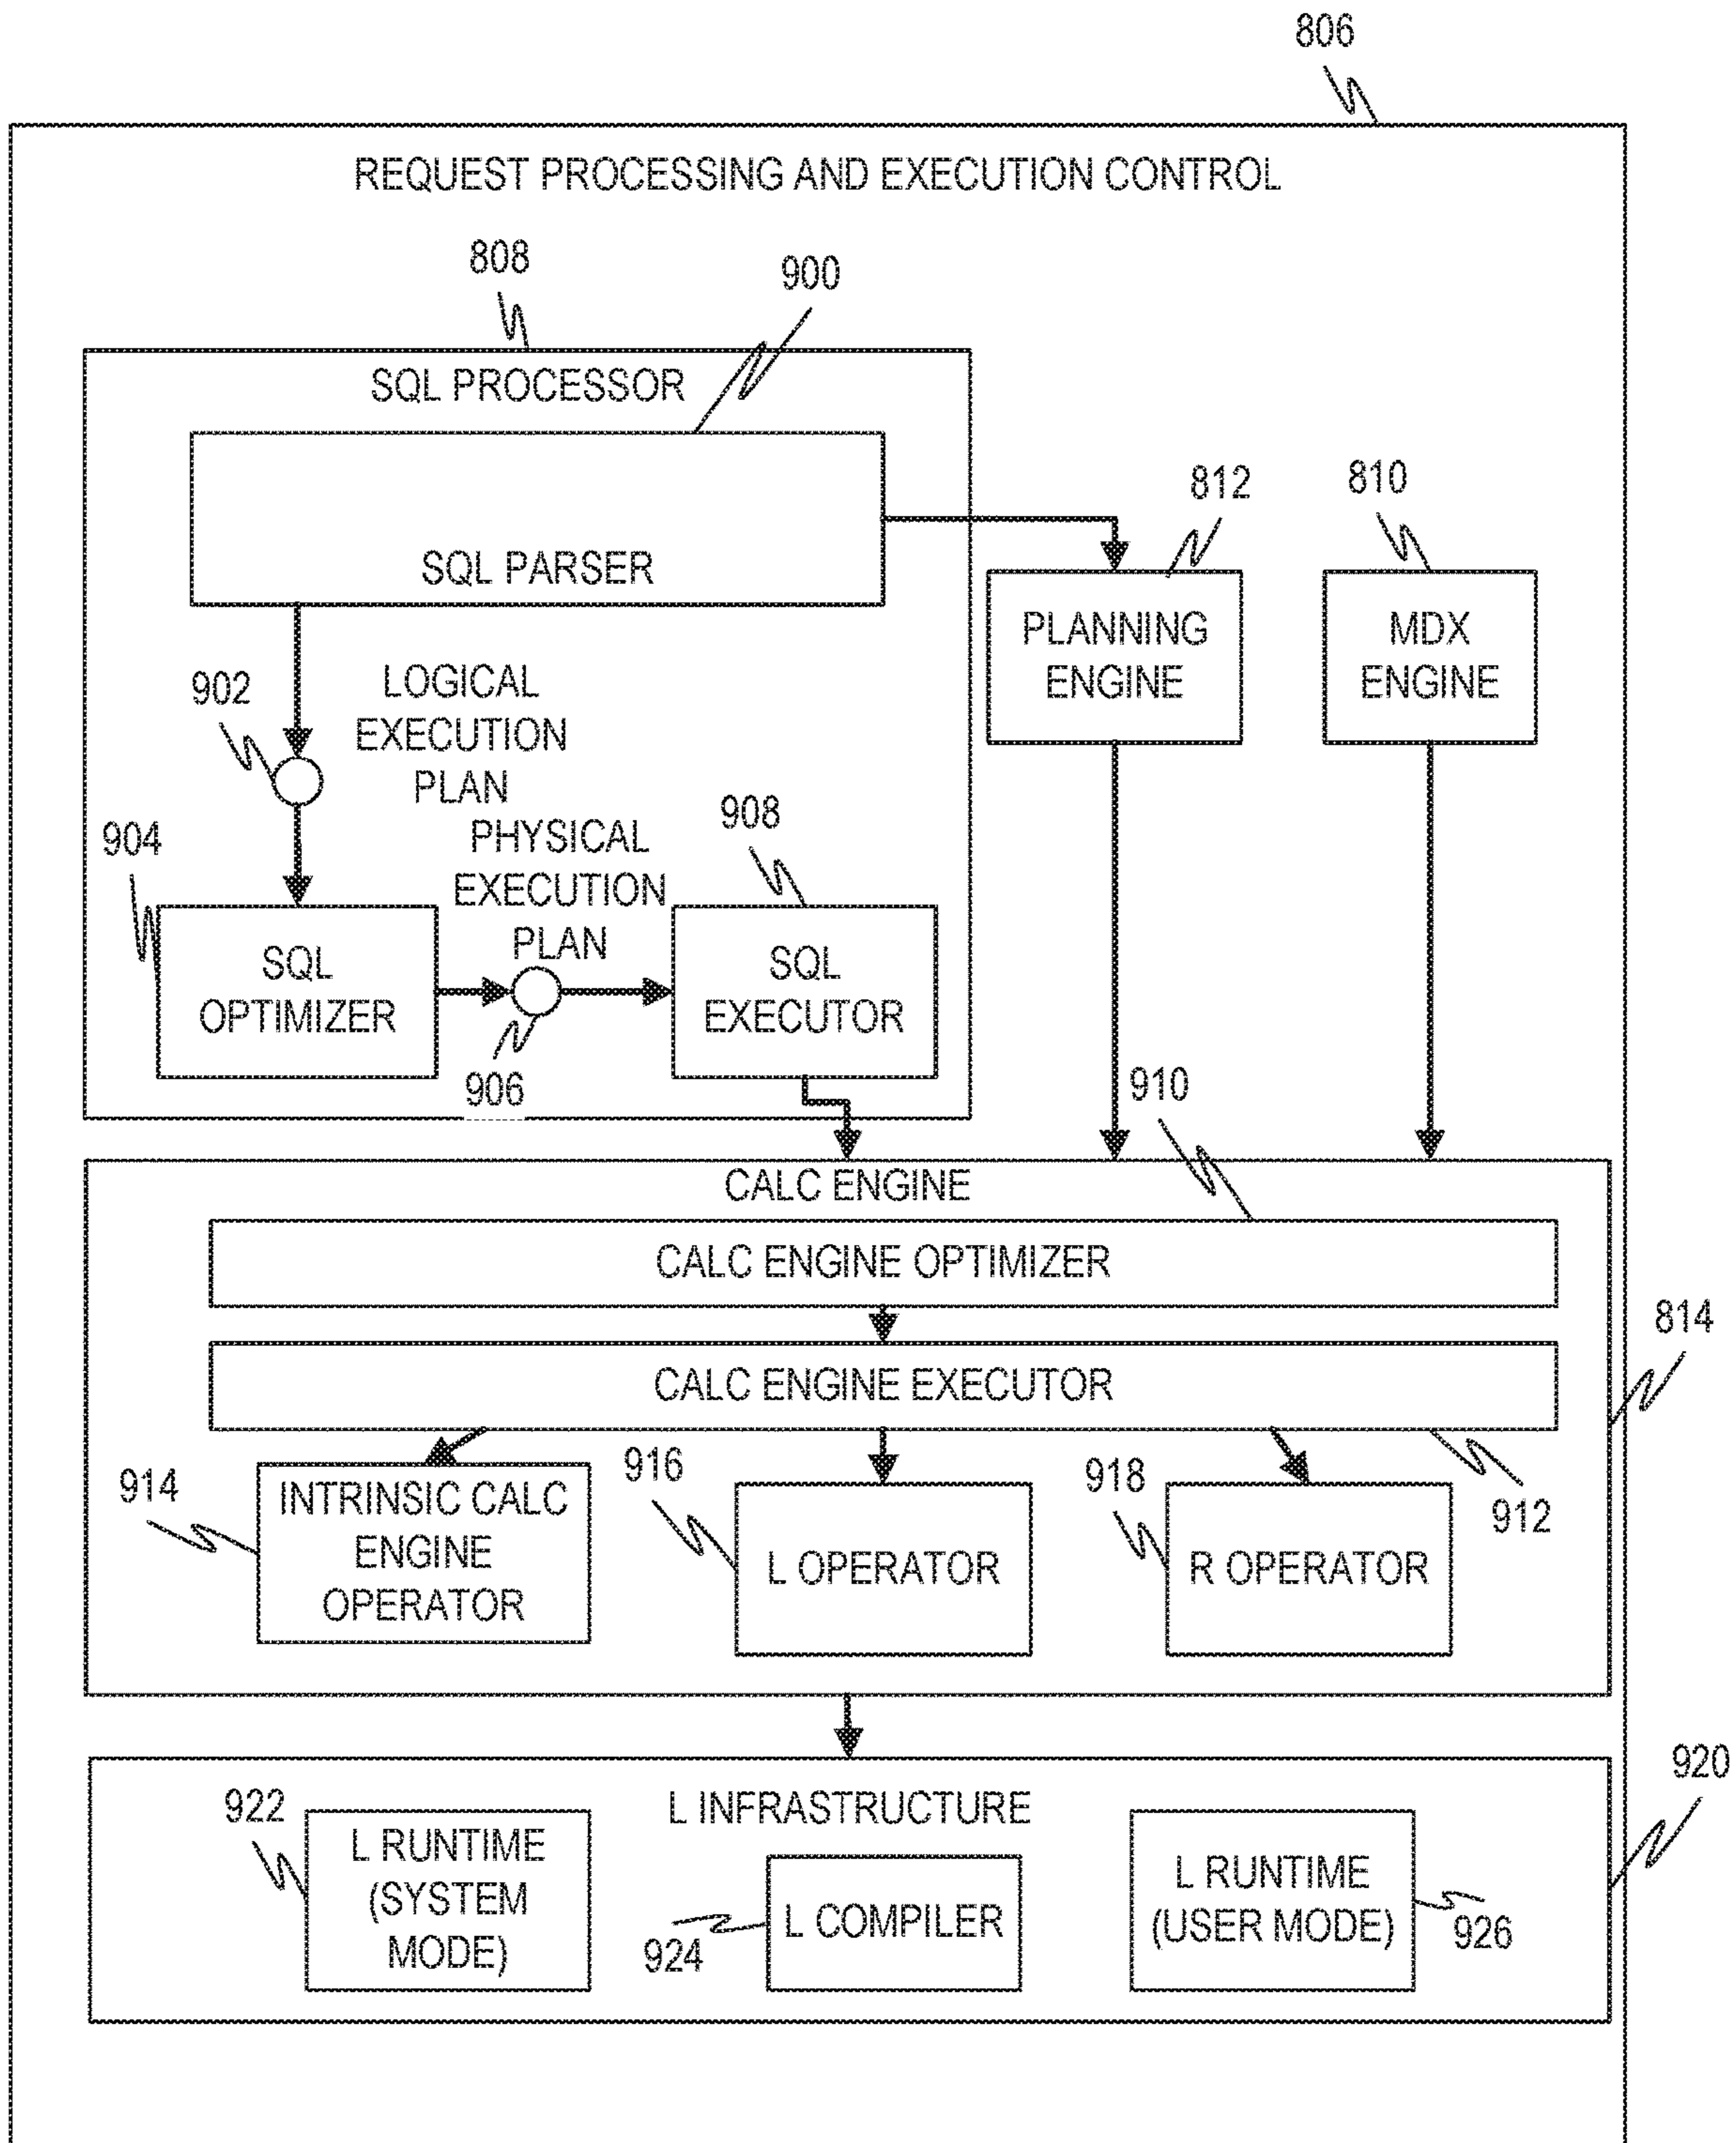 806
REQUEST PROCESSING AND EXECUTION CONTROL
808
900
SQL PROCESSOR
SQL PARSER
812
810
PLANNING
ENGINE
MDX
ENGINE
902
LOGICAL
EXECUTION
PLAN
904
PHYSICAL
EXECUTION
PLAN
908
SQL
OPTIMIZER
SQL
EXECUTOR
906
910
CALC ENGINE
CALC ENGINE OPTIMIZER
814
CALC ENGINE EXECUTOR
914
INTRINSIC CALC
ENGINE
OPERATOR
916
L OPERATOR
918
R OPERATOR
912
920
L INFRASTRUCTURE
922
L RUNTIME
(SYSTEM
MODE)
924
L COMPILER
L RUNTIME
(USER MODE)
926